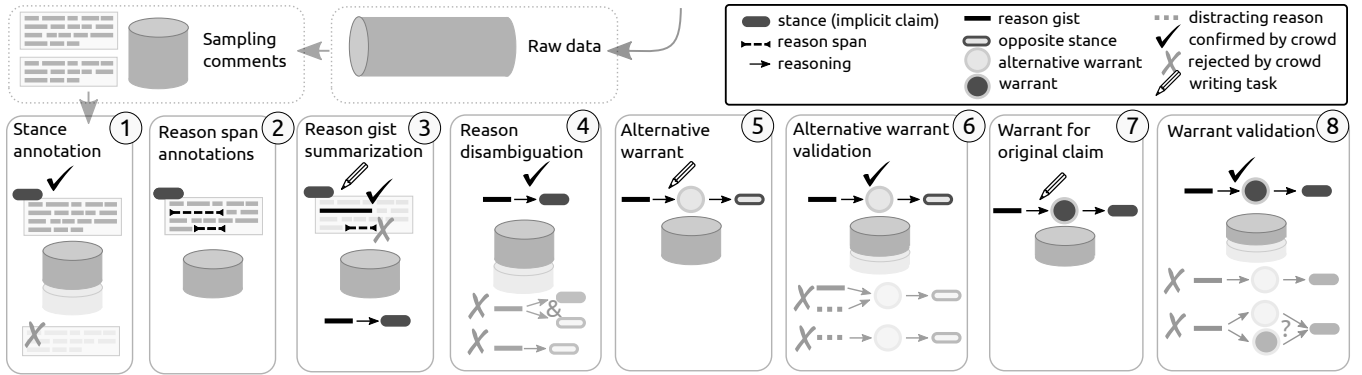 Sampling
comments
Raw data
stance (implicit claim)
reason span
reasoning
reason gist
opposite stance
alternative warrant
warrant
distracting reason
confirmed by crowd
rejected by crowd
writing task
Stance
annotation
1
Reason span
annotations
2
Reason gist
summarization
3
Reason
disambiguation
4
&
Alternative
warrant
5
Alternative warrant
validation
6
Warrant for
original claim
7
Warrant validation
8
?